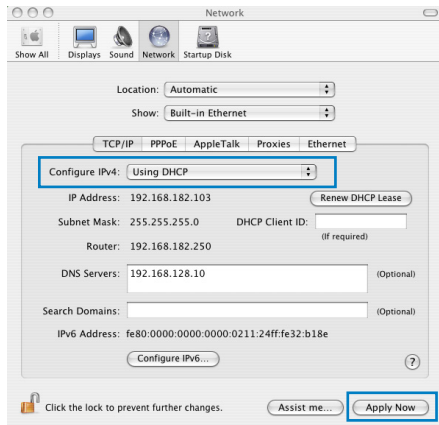 Network
Show All Displays Sound Network Startup Disk
Location: Automatic
Show: Built-in Ethernet
TCP/IP PPPoE AppleTalk Proxies Ethernet
Configure IPv4: Using DHCP
IP Address: 192.168.182.103 Renew DHCP Lease
Subnet Mask: 255.255.255.0 DHCP Client ID:
(If required)
Router: 192.168.182.250
DNS Servers: 192.168.128.10 (Optional)
Search Domains: (Optional)
IPv6 Address: fe80:0000:0000:0000:0211:24ff:fe32:b18e
Configure IPv6... ?
Click the lock to prevent further changes. Assist me... Apply Now